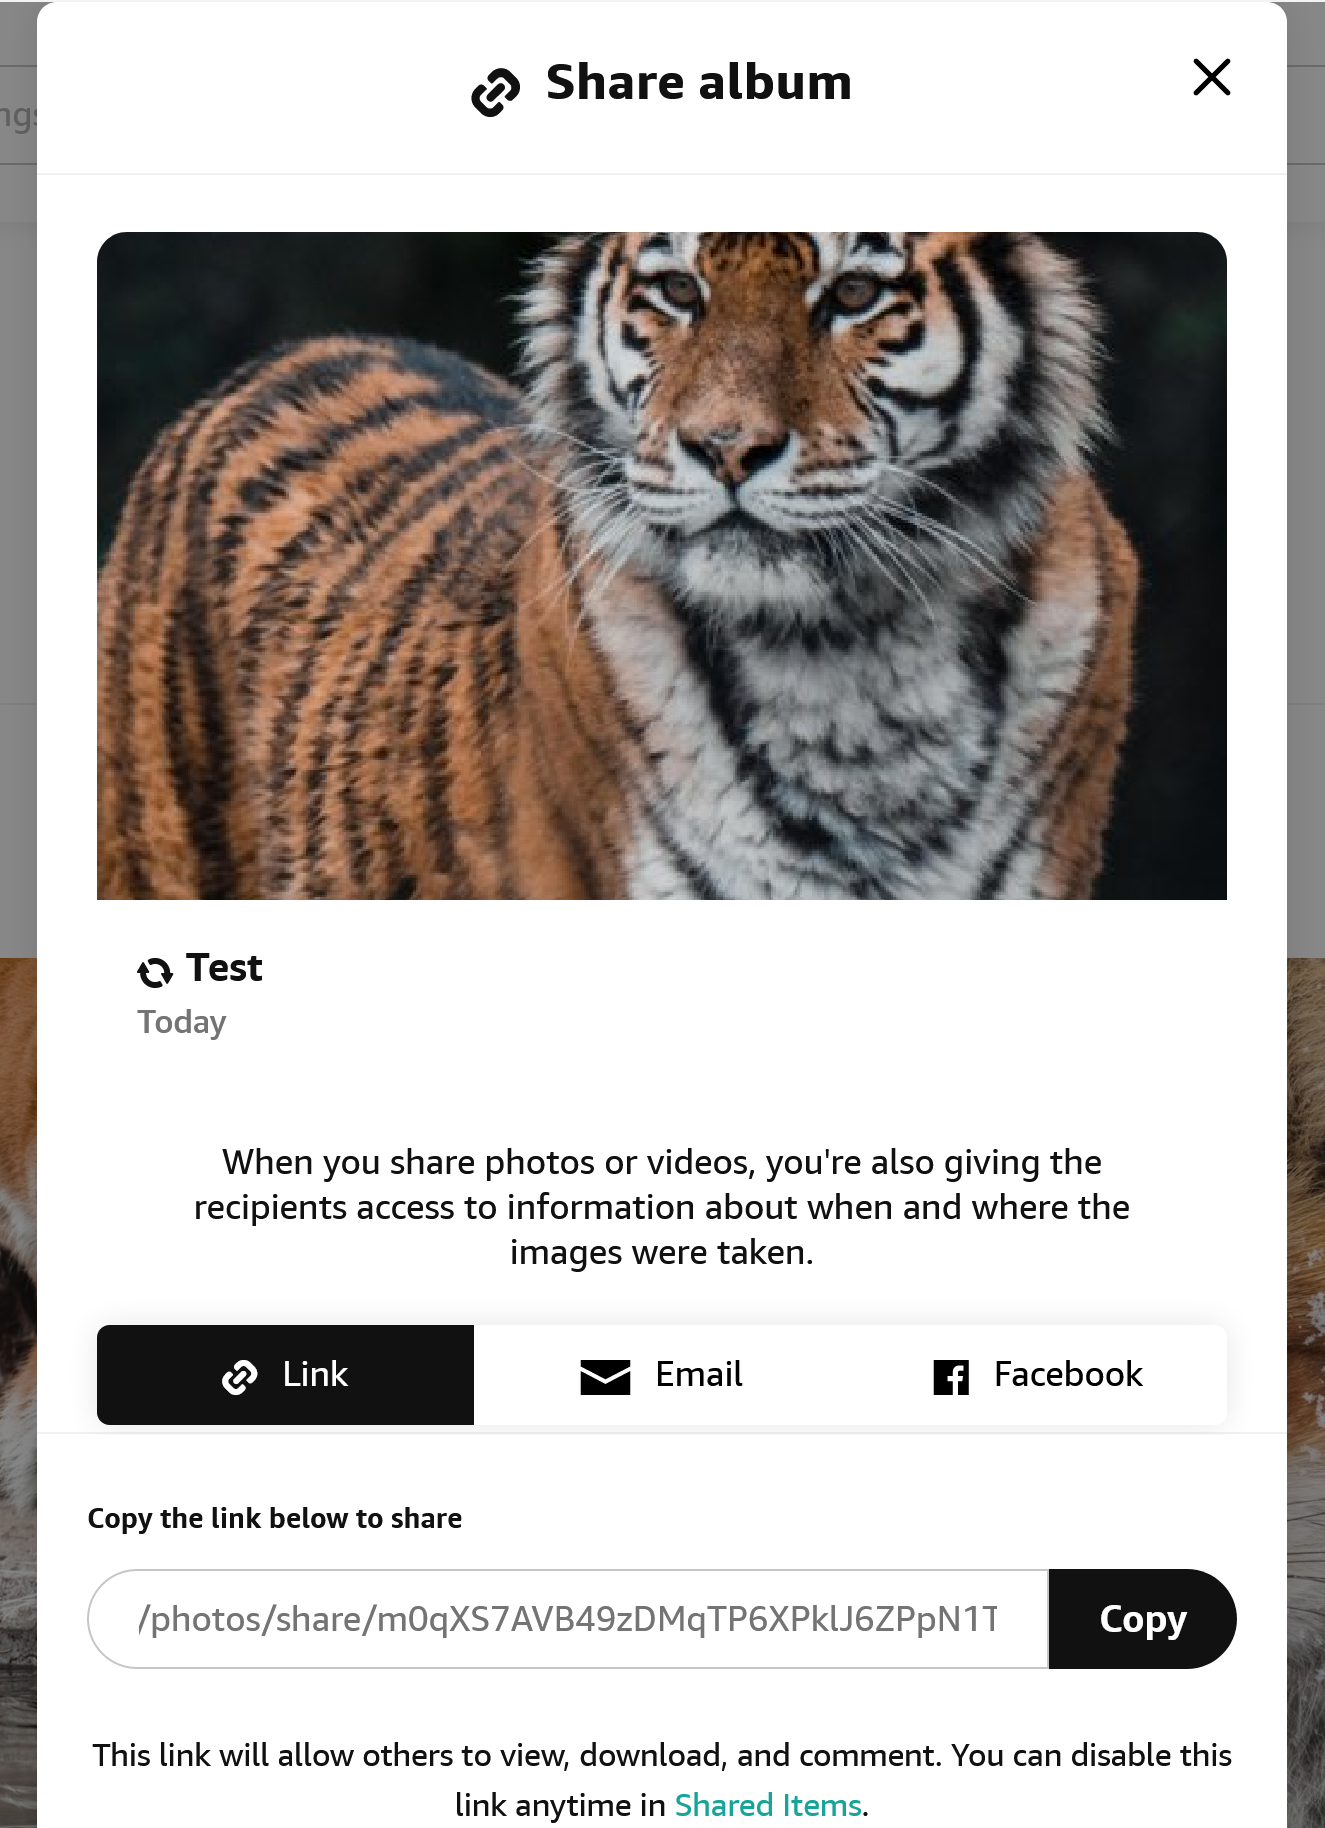 Share album
Test
Today
When you share photos or videos, you're also giving the
recipients access to information about when and where the
images were taken.
Link
Email
Facebook
Copy the link below to share
/photos/share/m0qXS7AVB49zDMqTP6XPklJ6ZPpN1T
Copy
This link will allow others to view, download, and comment. You can disable this
link anytime in Shared Items.